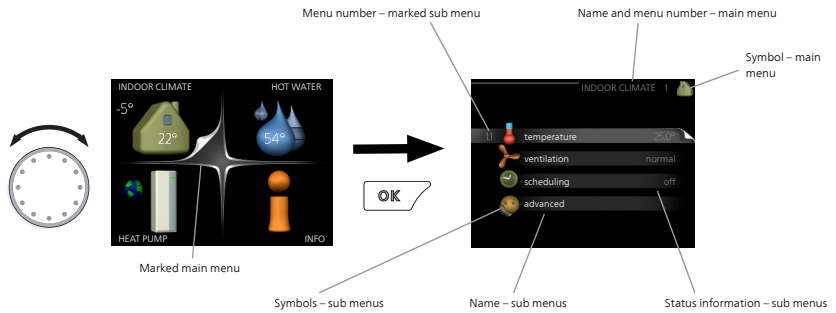 Menu number – marked sub menu
Name and menu number – main menu
Symbol – main
menu
INDOOR CLIMATE
HOT WATER
-5°
22°
54°
HEAT PUMP
INFO
Marked main menu
OK
INDOOR CLIMATE 1
1.1 temperature 25.0°
ventilation normal
scheduling off
advanced
Symbols – sub menus
Name – sub menus
Status information – sub menus